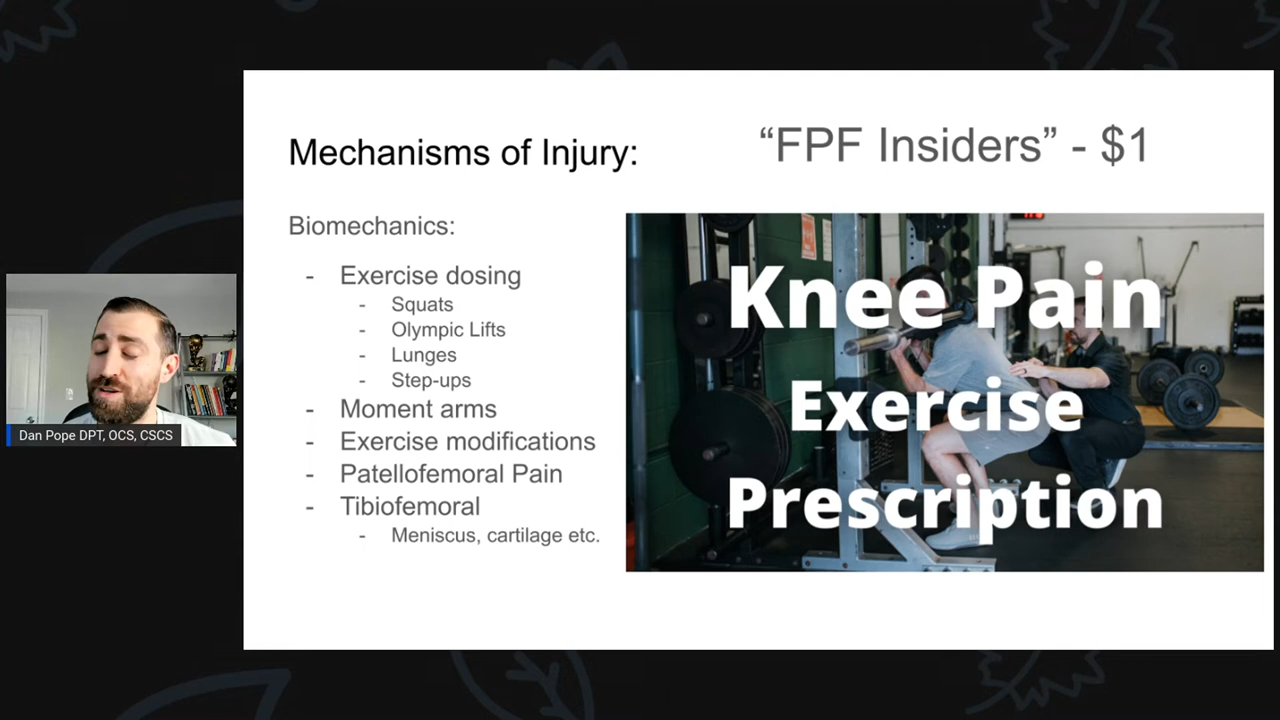 Mechanisms of Injury:
“FPF Insiders” - $1
Biomechanics:
- Exercise dosing
- Squats
- Olympic Lifts
- Lunges
- Step-ups
- Moment arms
- Exercise modifications
- Patellofemoral Pain
- Tibiofemoral
- Meniscus, cartilage etc.
Knee Pain
Exercise
Prescription
Dan Pope DPT, OCS, CSCS